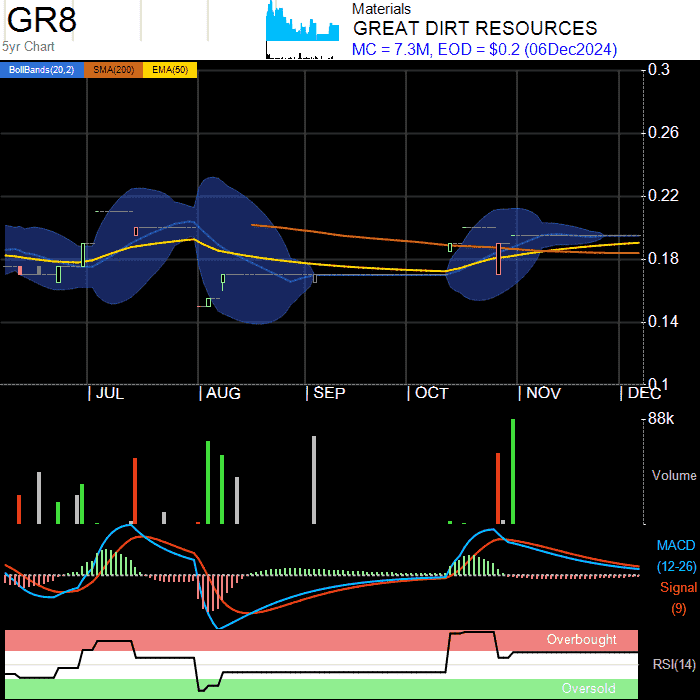 GR8
5yr Chart
Materials
GREAT DIRT RESOURCES
MC = 7.3M, EOD = $0.2 (06Dec2024)
BollBands(20,2) SMA(200) EMA(50)
0.3
0.26
0.22
0.18
0.14
0.1
JUL AUG SEP OCT NOV DEC
88k
Volume
MACD
(12-26)
Signal
(9)
Overbought
RSI(14)
Oversold